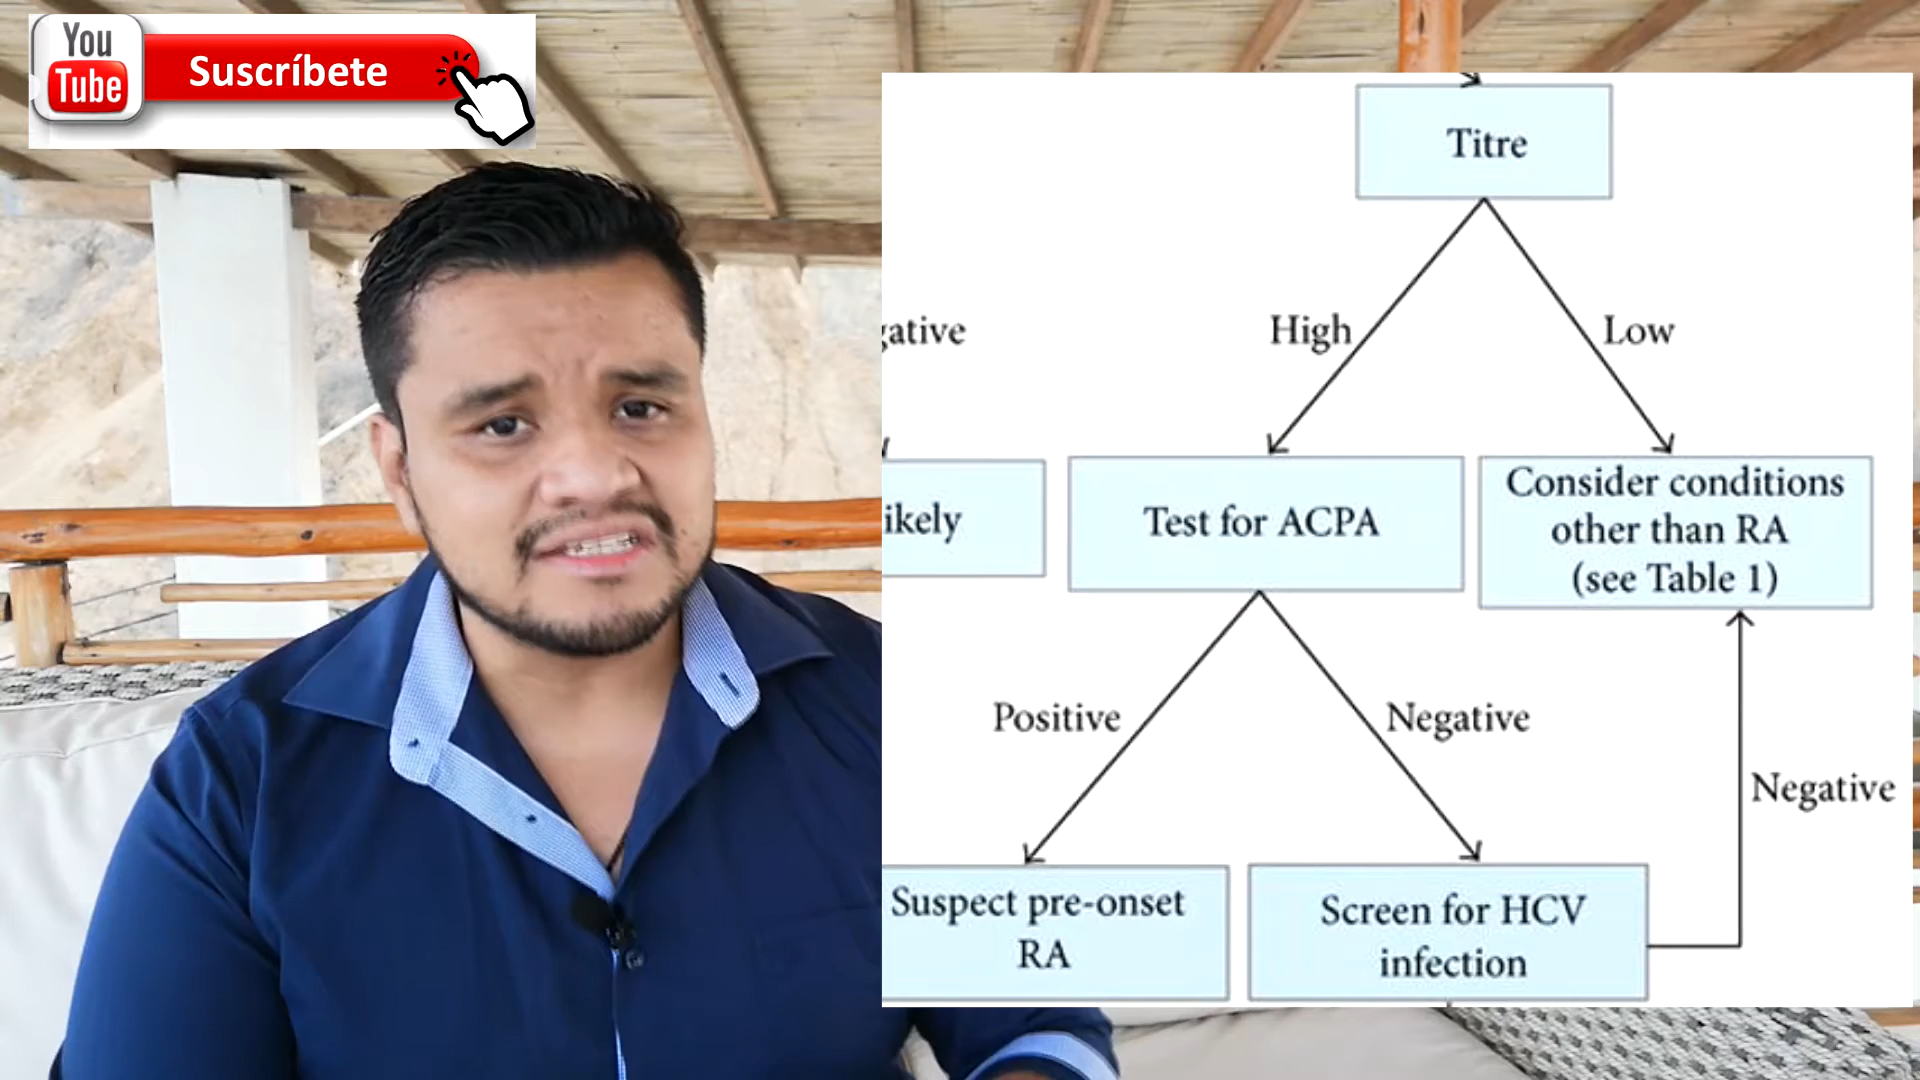 You
Tube
Suscríbete
Titre
High
Low
Test for ACPA
Consider conditions
other than RA
(see Table 1)
Positive
Negative
Negative
Suspect pre-onset
RA
Screen for HCV
infection